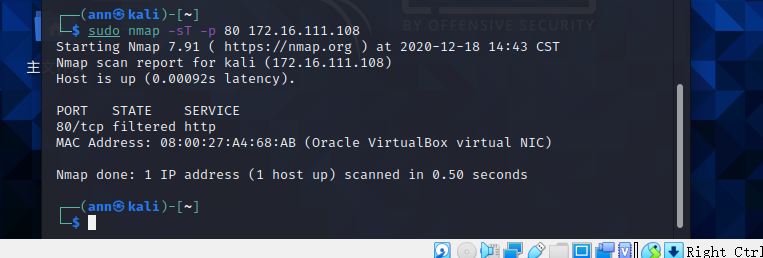 BY OFFENSIVE SECURITY
┌──(ann㉿kali)-[~]
└─$ sudo nmap -sT -p 80 172.16.111.108
Starting Nmap 7.91 ( https://nmap.org ) at 2020-12-18 14:43 CST
Nmap scan report for kali (172.16.111.108)
Host is up (0.00092s latency).
PORT STATE SERVICE
80/tcp filtered http
MAC Address: 08:00:27:A4:68:AB (Oracle VirtualBox virtual NIC)
Nmap done: 1 IP address (1 host up) scanned in 0.50 seconds
┌──(ann㉿kali)-[~]
└─$
主
Right Ctrl